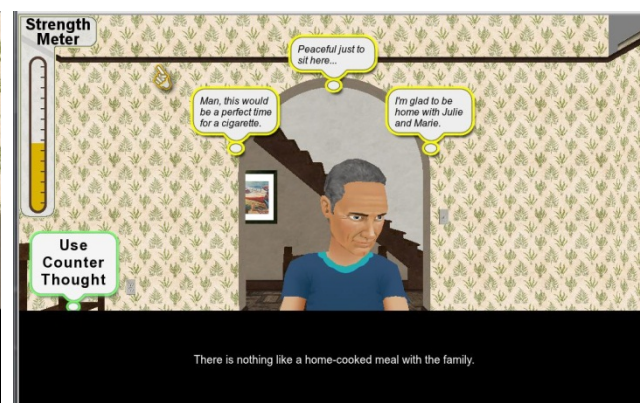 Strength
Meter
Peaceful just to
sit here...
Man, this would
be a perfect time
for a cigarette.
I'm glad to be
home with Julie
and Marie.
Use
Counter
Thought
There is nothing like a home-cooked meal with the family.